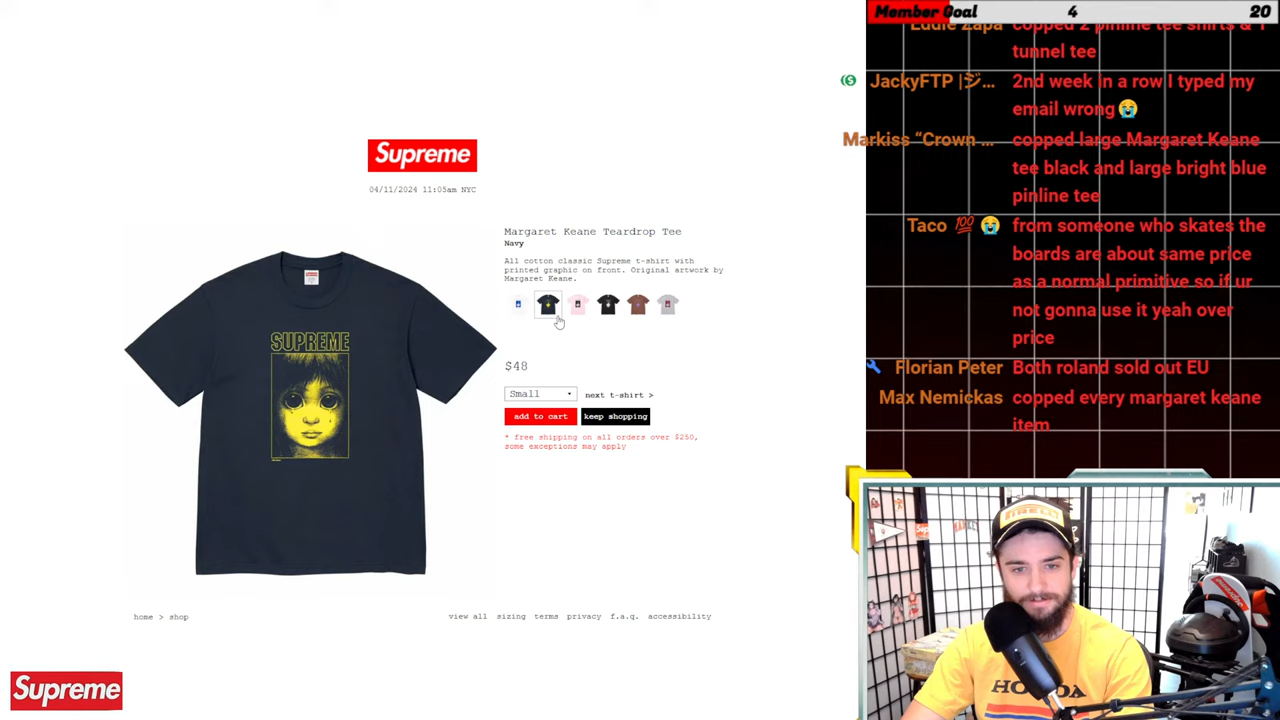 Member Goal 4 20
Eddie Zapa copped 2 pinline tee shirts & 1
tunnel tee
JackyFTP |ジ… 2nd week in a row I typed my
email wrong😭
Markiss “Crown … copped large Margaret Keane
tee black and large bright blue
pinline tee
Taco 💯 😭 from someone who skates the
boards are about same price
as a normal primitive so if ur
not gonna use it yeah over
price
Florian Peter Both roland sold out EU
Max Nemickas copped every margaret keane
item
Supreme
04/11/2024 11:05am NYC
Margaret Keane Teardrop Tee
Navy
All cotton classic Supreme t-shirt with
printed graphic on front. Original artwork by
Margaret Keane.
$48
Small
next t-shirt >
add to cart
keep shopping
* free shipping on all orders over $250,
some exceptions may apply
Supreme
SUPREME
home > shop
view all sizing terms privacy f.a.q. accessibility
Supreme
PIRELLI
HONDA